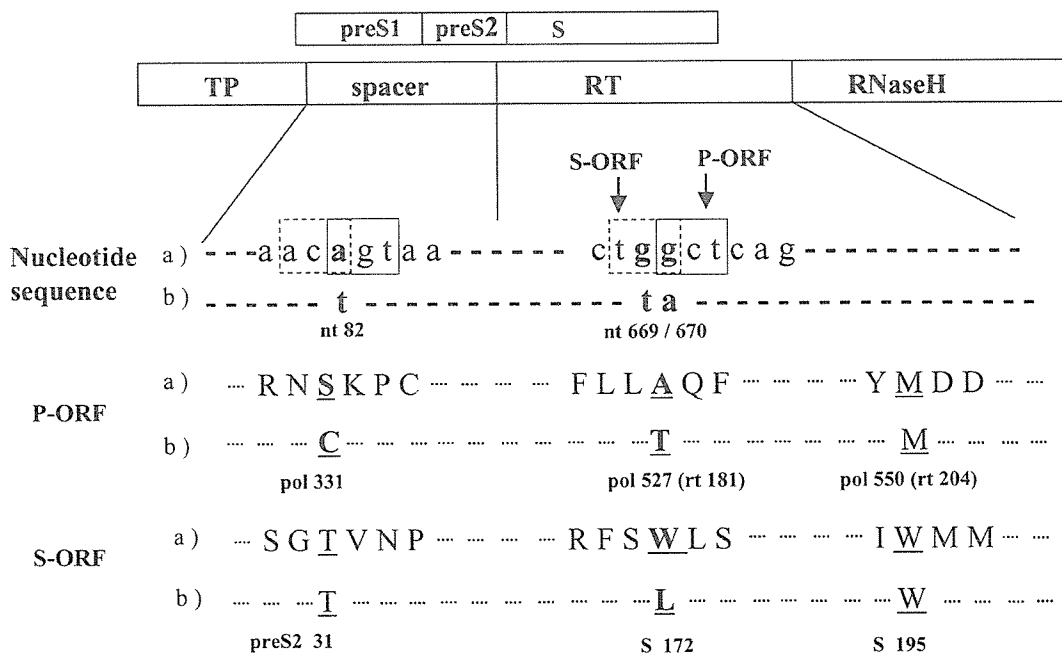 preS1 preS2 S
TP spacer RT RNaseH
S-ORF P-ORF
Nucleotide sequence
a) ---a a c a g t a a ------ c t g g c t c a g ----------
b) ------ t ------------ t a ---------------
nt 82 nt 669 / 670
P-ORF
a) ... R N S K P C ... ... F L L A Q F ... ... Y M D D ...
b) ... C ... T ... M ...
pol 331 pol 527 (rt 181) pol 550 (rt 204)
S-ORF
a) ... S G T V N P ... ... R F S W L S ... ... I W M M ...
b) ... T ... L ... W ...
preS2 31 S 172 S 195